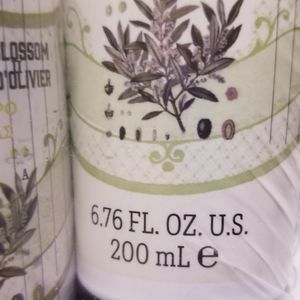 LOSSOM
D'OLIVIER
6.76 FL. OZ. U.S.
200 mL e